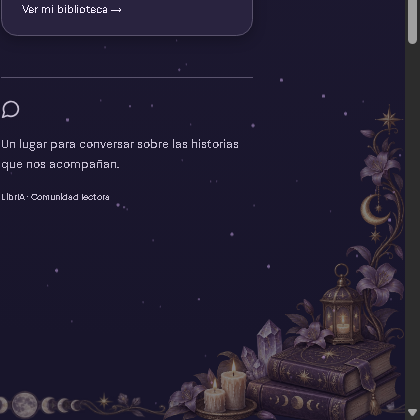 Ver mi biblioteca →
Un lugar para conversar sobre las historias
que nos acompañan.
LibrIA · Comunidad lectora